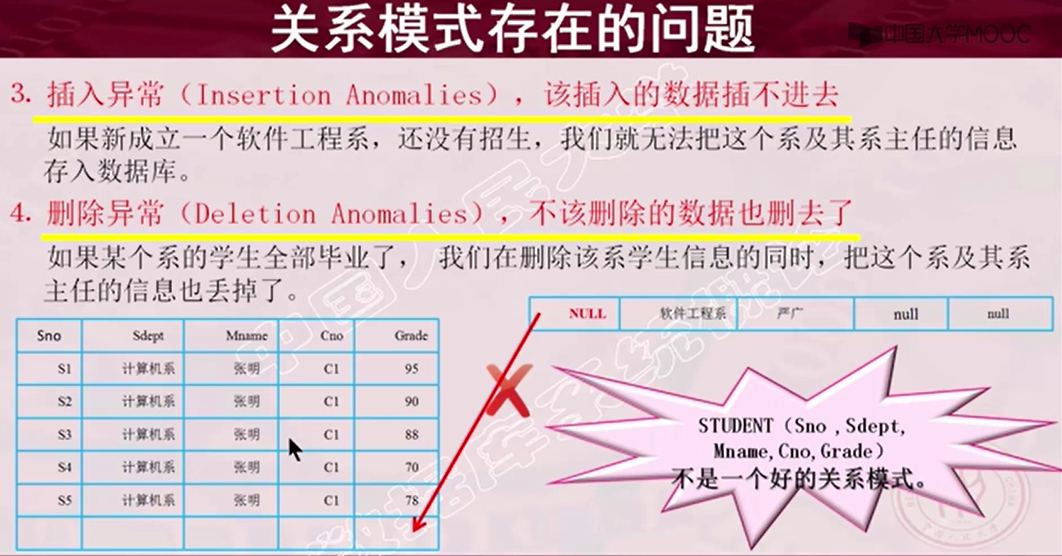 关系模式存在的问题
中国大学MOOC
3. 插入异常（Insertion Anomalies），该插入的数据插不进去
如果新成立一个软件工程系，还没有招生，我们就无法把这个系及其系主任的信息
存入数据库。
4. 删除异常（Deletion Anomalies），不该删除的数据也删去了
如果某个系的学生全部毕业了， 我们在删除该系学生信息的同时，把这个系及其系
主任的信息也丢掉了。
NULL 软件工程系 严广 null null
Sno Sdept Mname Cno Grade
S1 计算机系 张明 C1 95
S2 计算机系 张明 C1 90
S3 计算机系 张明 C1 88
S4 计算机系 张明 C1 70
S5 计算机系 张明 C1 78
STUDENT（Sno ,Sdept,
Mname,Cno,Grade）
不是一个好的关系模式。